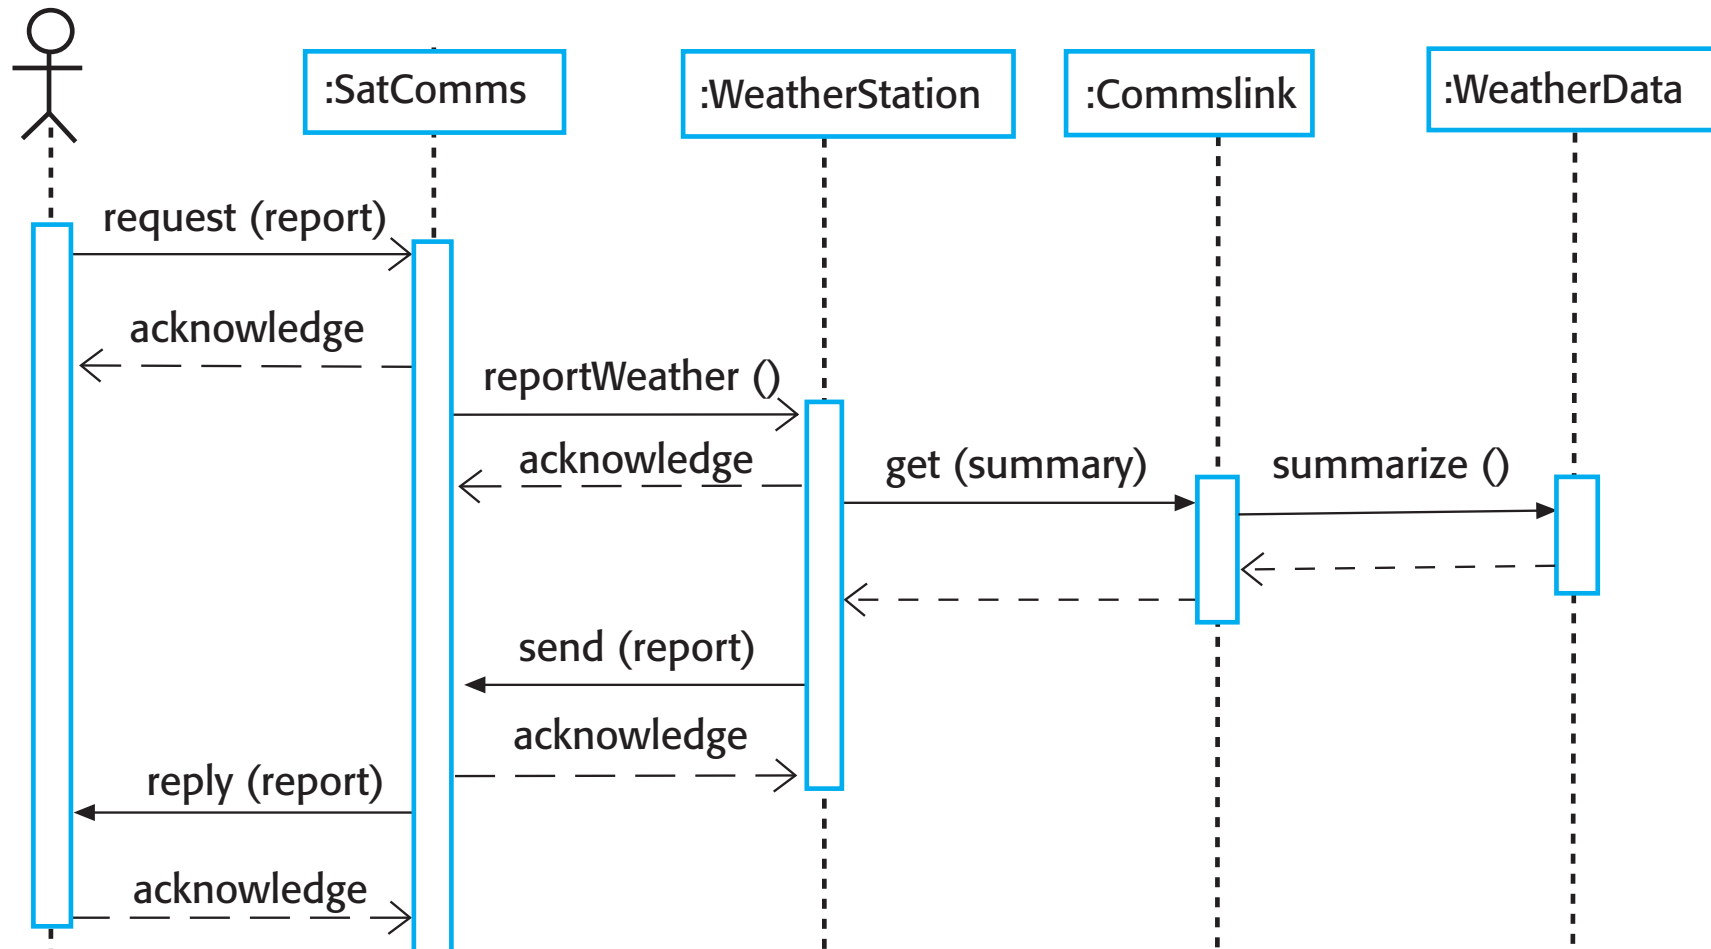 :SatComms
:WeatherStation
:Commslink
:WeatherData
request (report)
acknowledge
reportWeather ()
acknowledge
get (summary)
summarize ()
send (report)
acknowledge
reply (report)
acknowledge